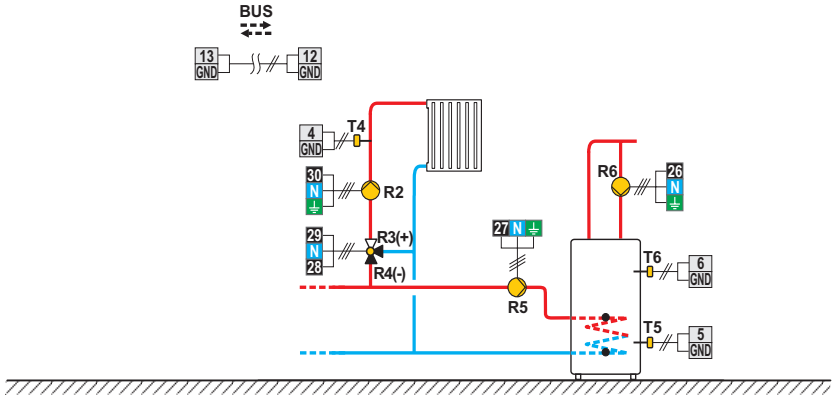 BUS
13
GND
12
GND
4
GND
T4
30
N
R2
29
N
28
R3(+)
R4(-)
27 N
R5
R6
26
N
T6
6
GND
T5
5
GND